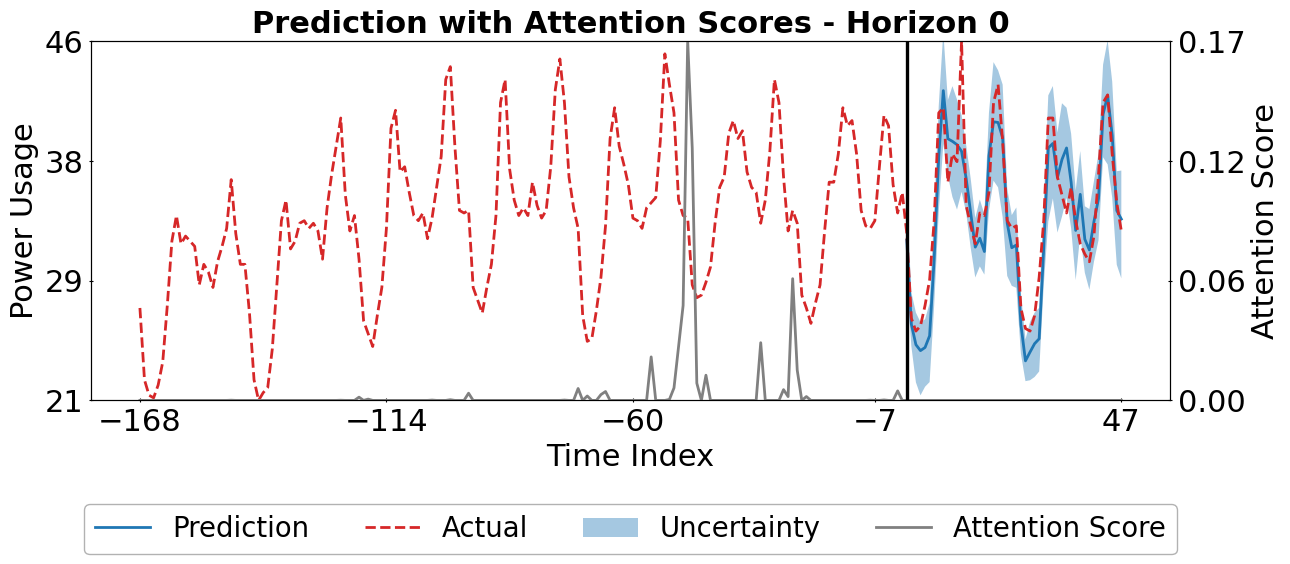 Prediction with Attention Scores - Horizon 0
46
38
29
21
Power Usage
0.17
0.12
0.06
0.00
Attention Score
−168
−114
−60
−7
47
Time Index
Prediction
Actual
Uncertainty
Attention Score